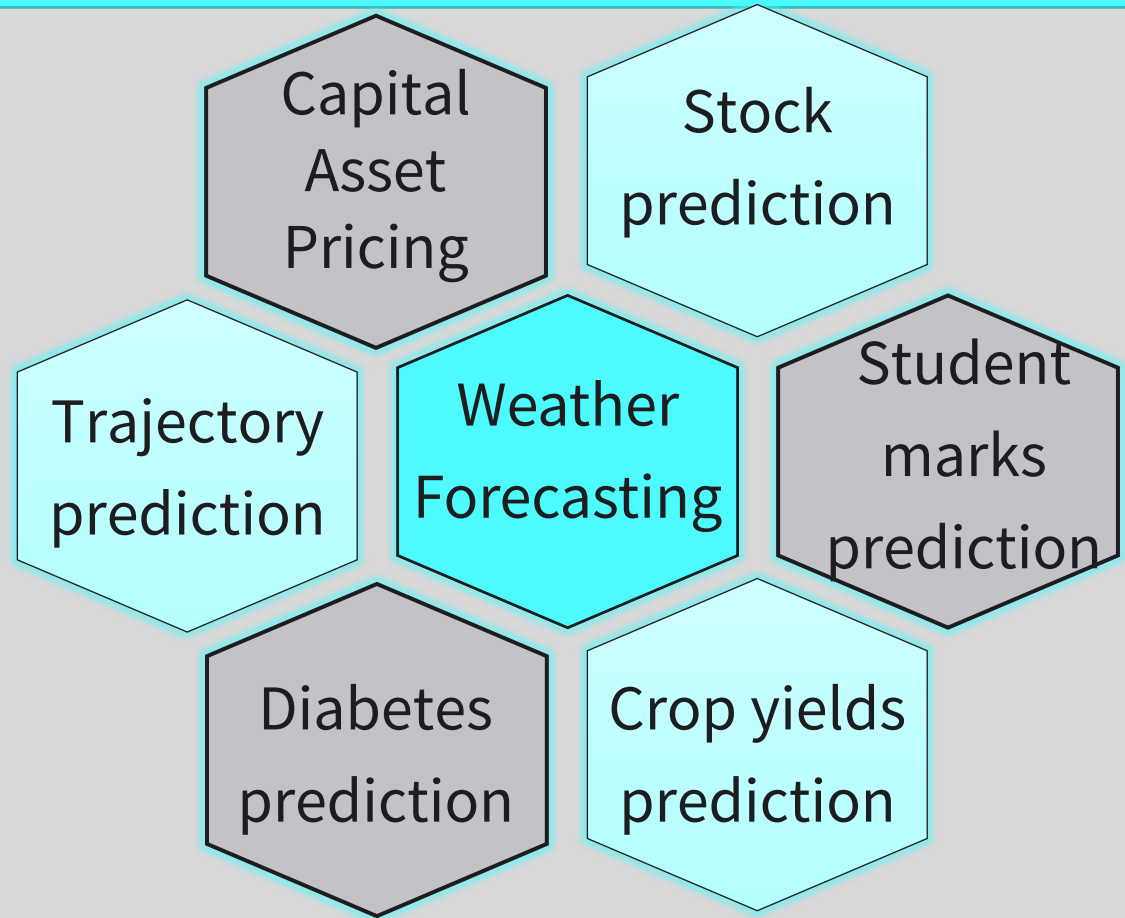 Capital
Asset
Pricing
Stock
prediction
Trajectory
prediction
Weather
Forecasting
Student
marks
prediction
Diabetes
prediction
Crop yields
prediction